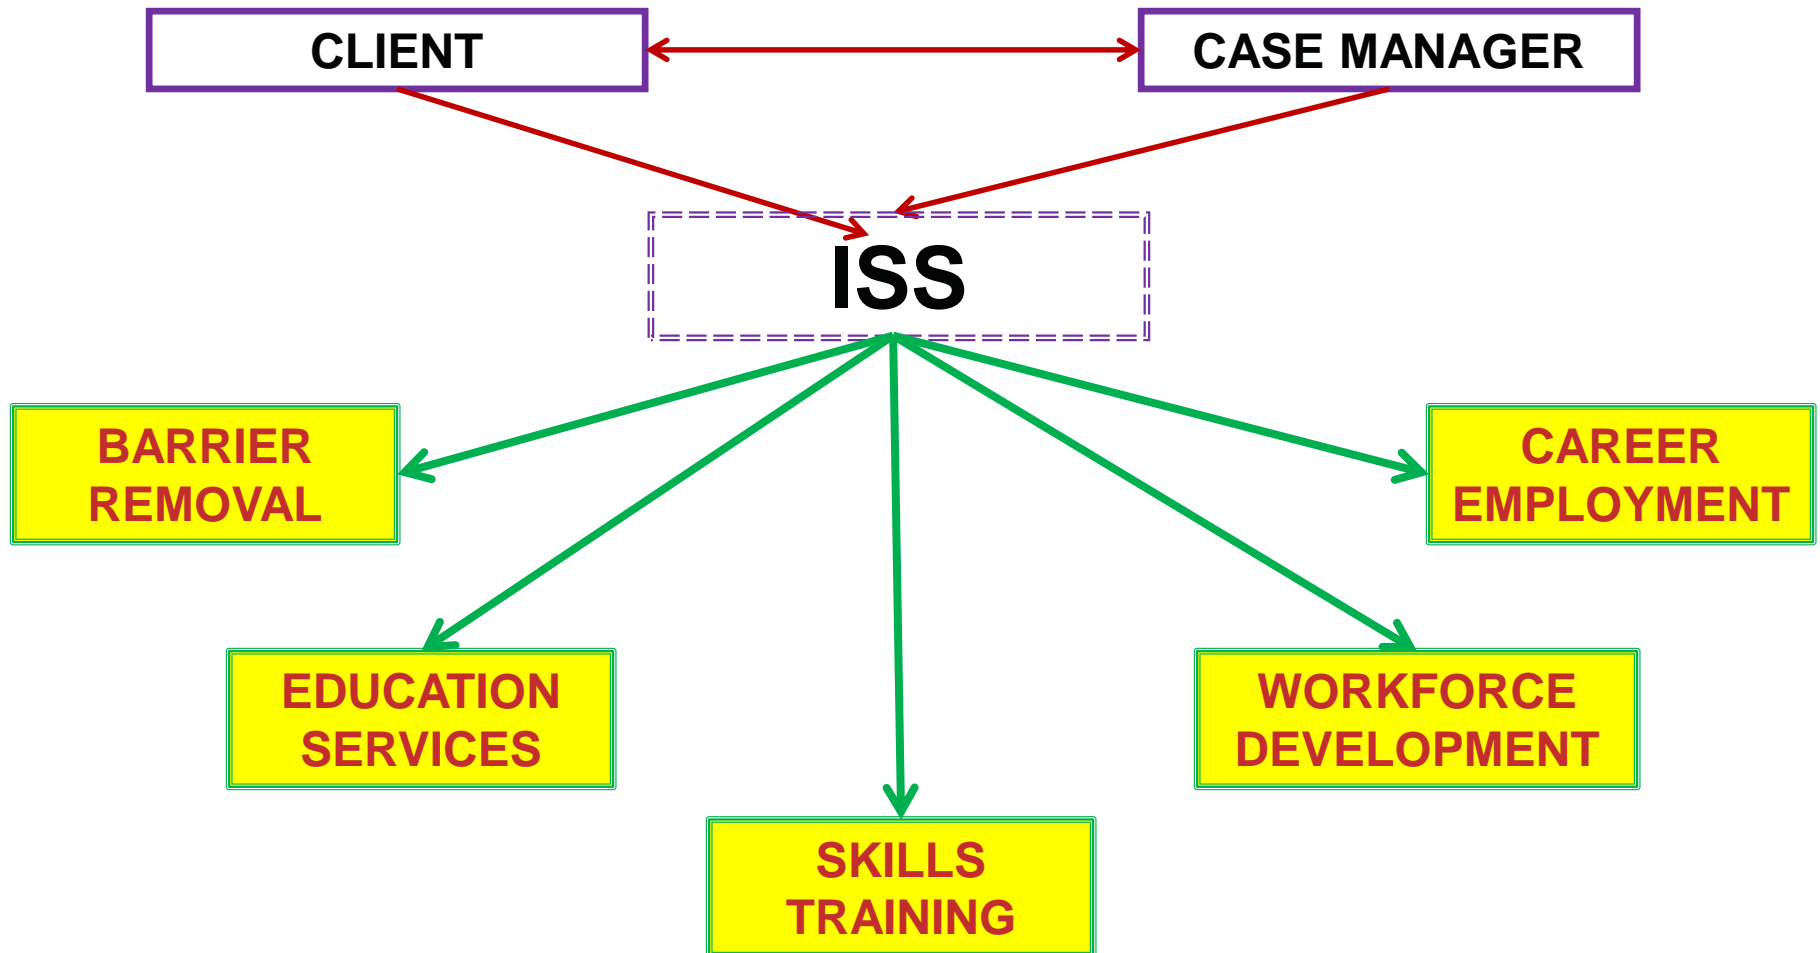 CLIENT
CASE MANAGER
ISS
BARRIER
REMOVAL
CAREER
EMPLOYMENT
EDUCATION
SERVICES
WORKFORCE
DEVELOPMENT
SKILLS
TRAINING